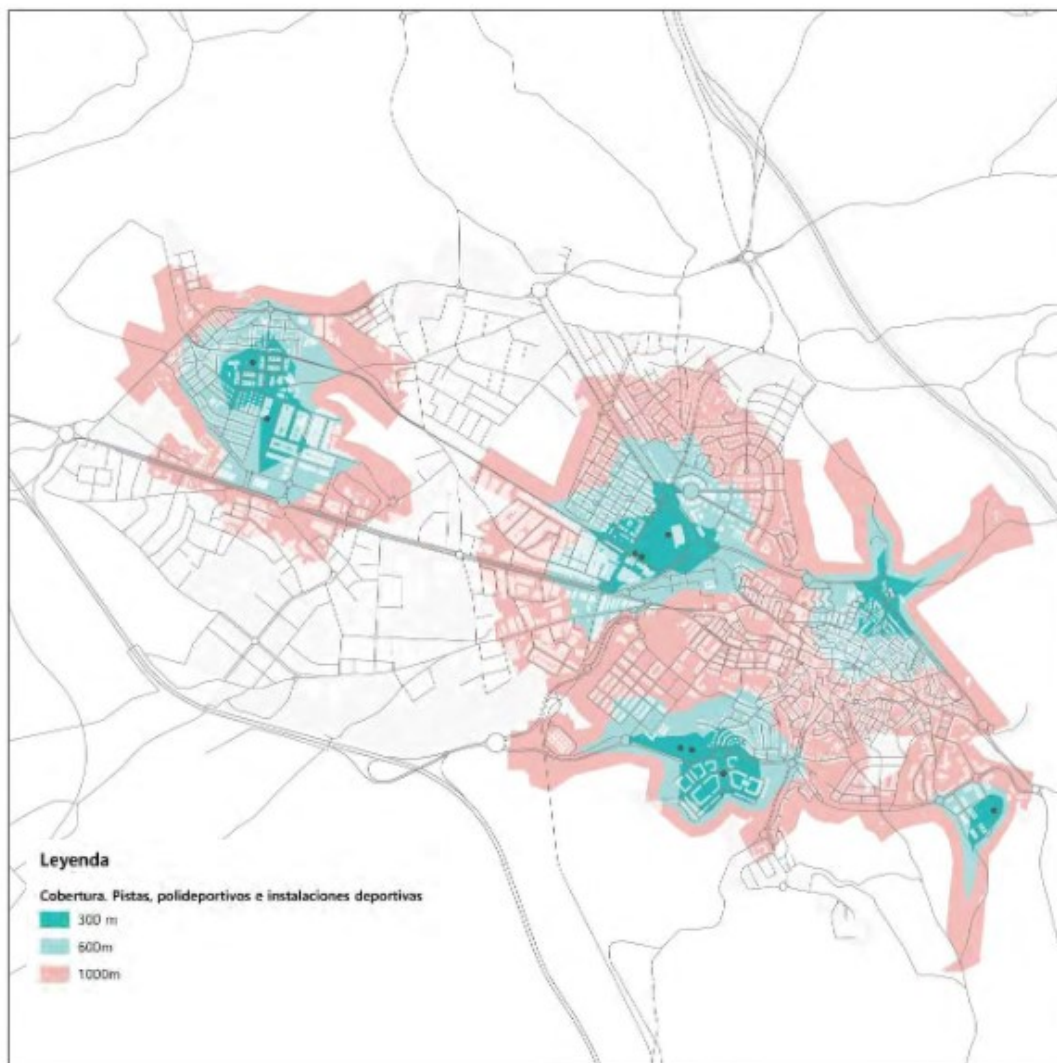 Leyenda
Cobertura. Pistas, polideportivos e instalaciones deportivas
300 m
600m
1000m